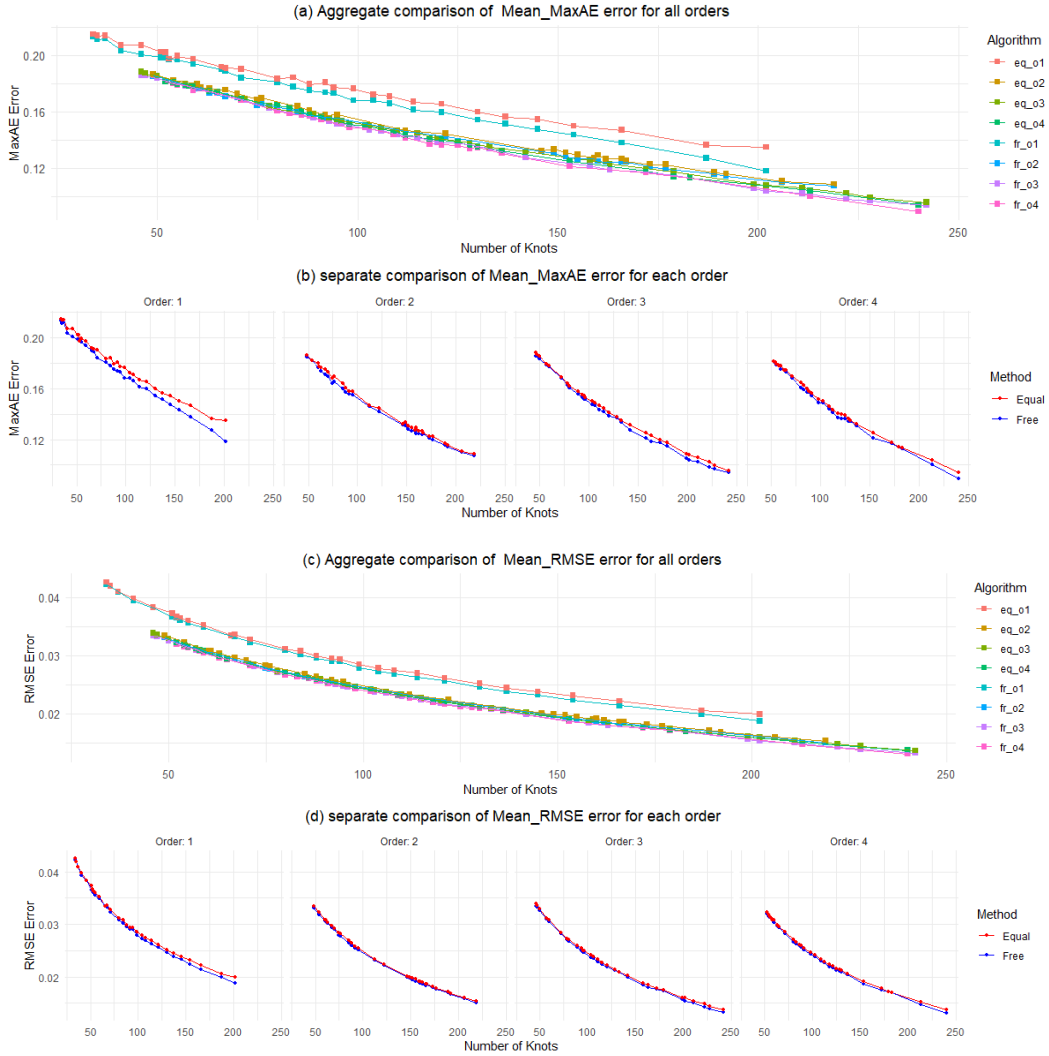 (a) Aggregate comparison of Mean_MaxAE error for all orders
MaxAE Error
0.20
0.16
0.12
50
100
150
200
250
Number of Knots
Algorithm
eq_o1
eq_o2
eq_o3
eq_o4
fr_o1
fr_o2
fr_o3
fr_o4
(b) separate comparison of Mean_MaxAE error for each order
Order: 1
Order: 2
Order: 3
Order: 4
MaxAE Error
0.20
0.16
0.12
50 100 150 200 250
50 100 150 200 250
50 100 150 200 250
50 100 150 200 250
Number of Knots
Method
Equal
Free
(c) Aggregate comparison of Mean_RMSE error for all orders
RMSE Error
0.04
0.03
0.02
50
100
150
200
250
Number of Knots
Algorithm
eq_o1
eq_o2
eq_o3
eq_o4
fr_o1
fr_o2
fr_o3
fr_o4
(d) separate comparison of Mean_RMSE error for each order
Order: 1
Order: 2
Order: 3
Order: 4
RMSE Error
0.04
0.03
0.02
50 100 150 200 250
50 100 150 200 250
50 100 150 200 250
50 100 150 200 250
Number of Knots
Method
Equal
Free